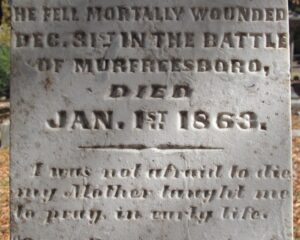 HE FELL MORTALLY WOUNDED
DEC. 31ST IN THE BATTLE
OF MURFREESBORO,
DIED
JAN. 1ST 1863.
I was not afraid to die
my Mother taught me
to pray in early life.